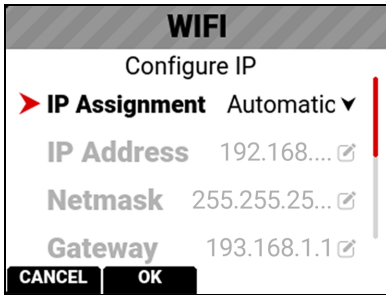 WIFI
Configure IP
IP Assignment Automatic
IP Address 192.168....
Netmask 255.255.25...
Gateway 193.168.1.1
CANCEL OK